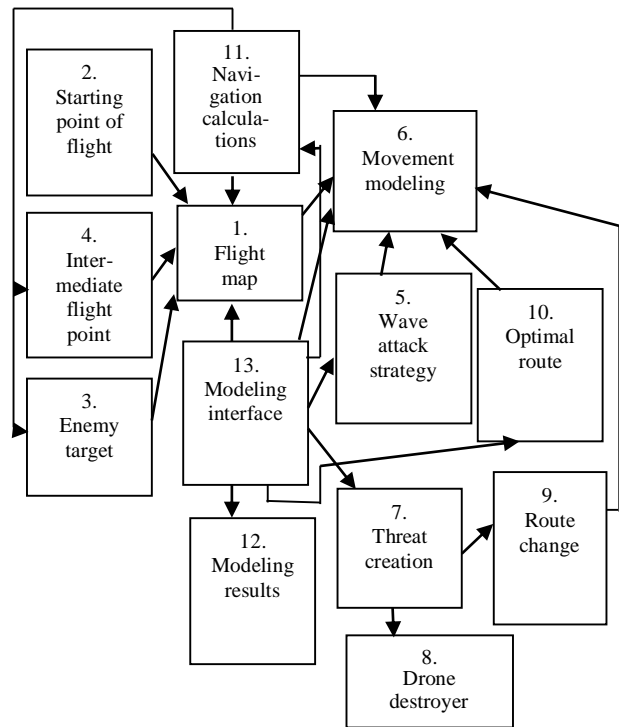 2.
Starting
point of
flight
11.
Navi-
gation
calcula-
tions
6.
Movement
modeling
4.
Inter-
mediate
flight
point
1.
Flight
map
5.
Wave
attack
strategy
10.
Optimal
route
3.
Enemy
target
13.
Modeling
interface
12.
Modeling
results
7.
Threat
creation
9.
Route
change
8.
Drone
destroyer